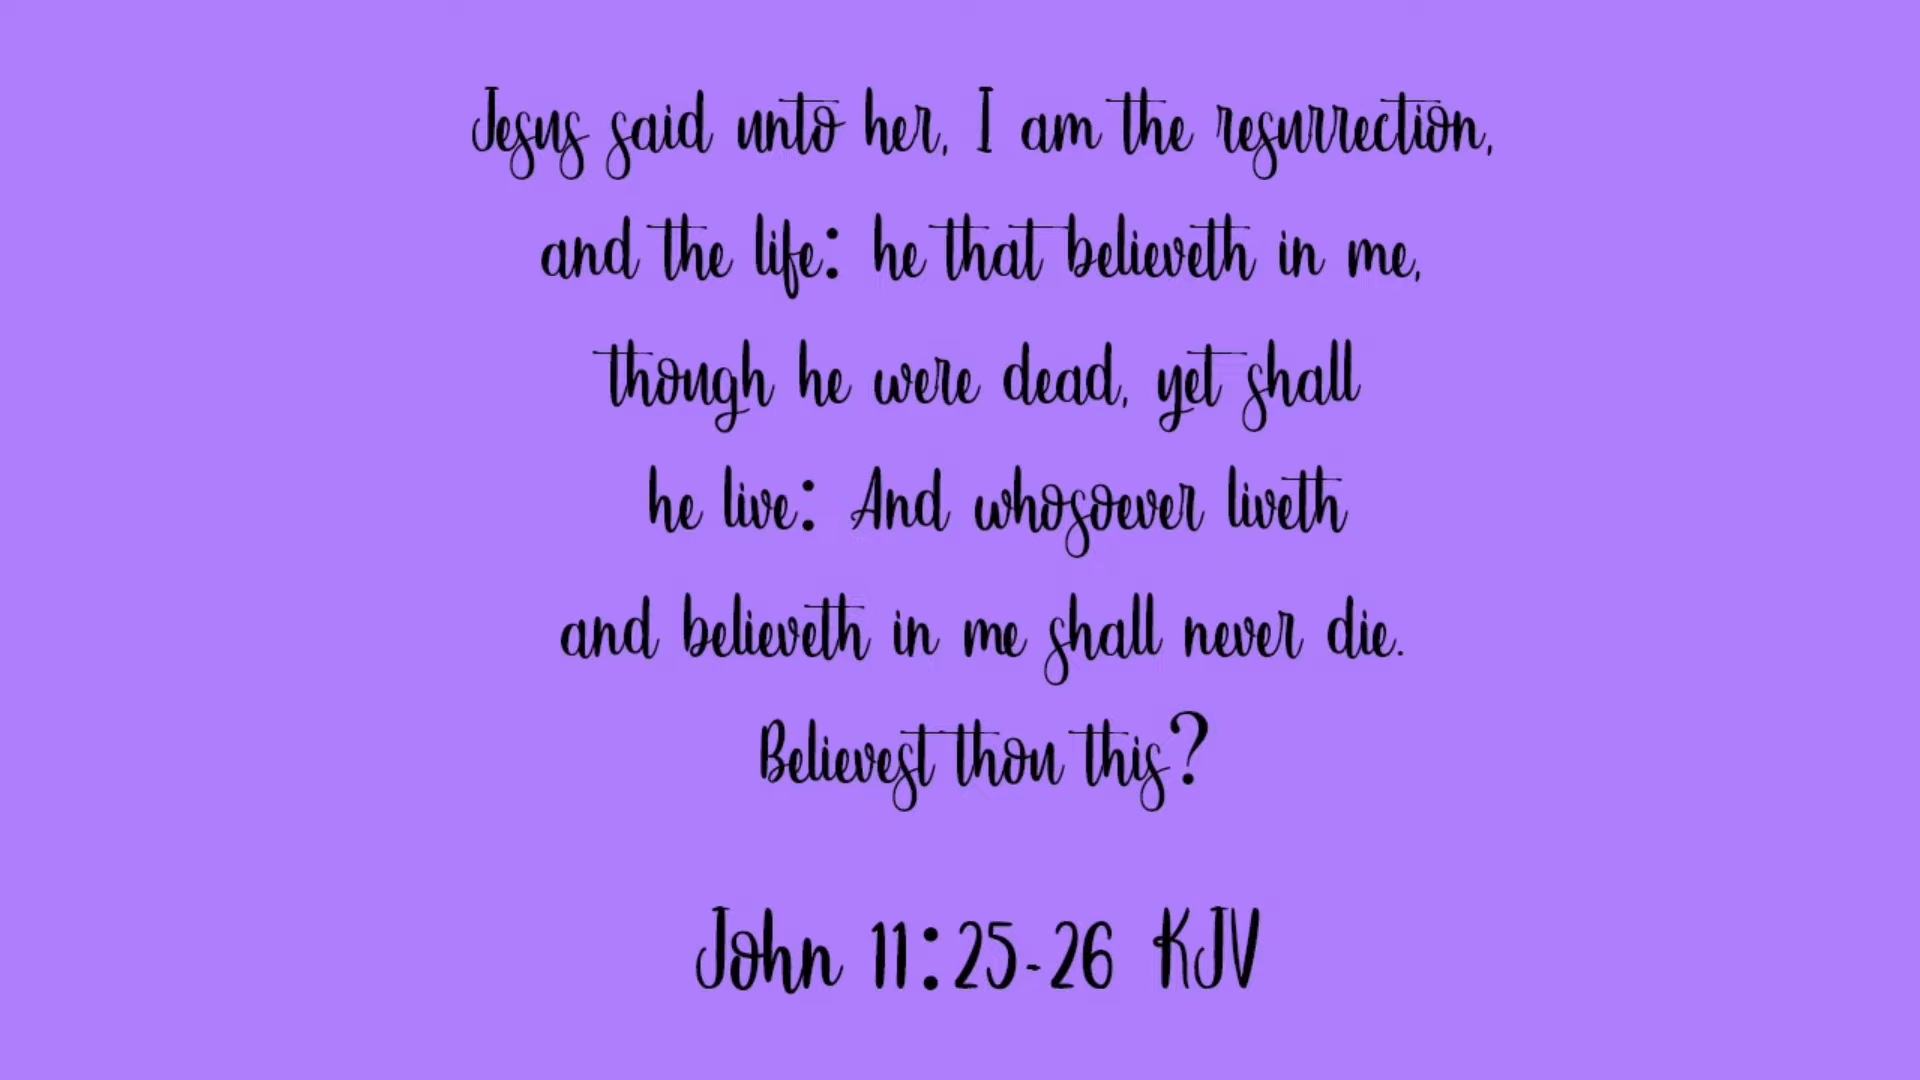 Jesus said unto her, I am the resurrection,
and the life: he that believeth in me,
though he were dead, yet shall
he live: And whosoever liveth
and believeth in me shall never die.
Believest thou this?
John 11:25-26 KJV